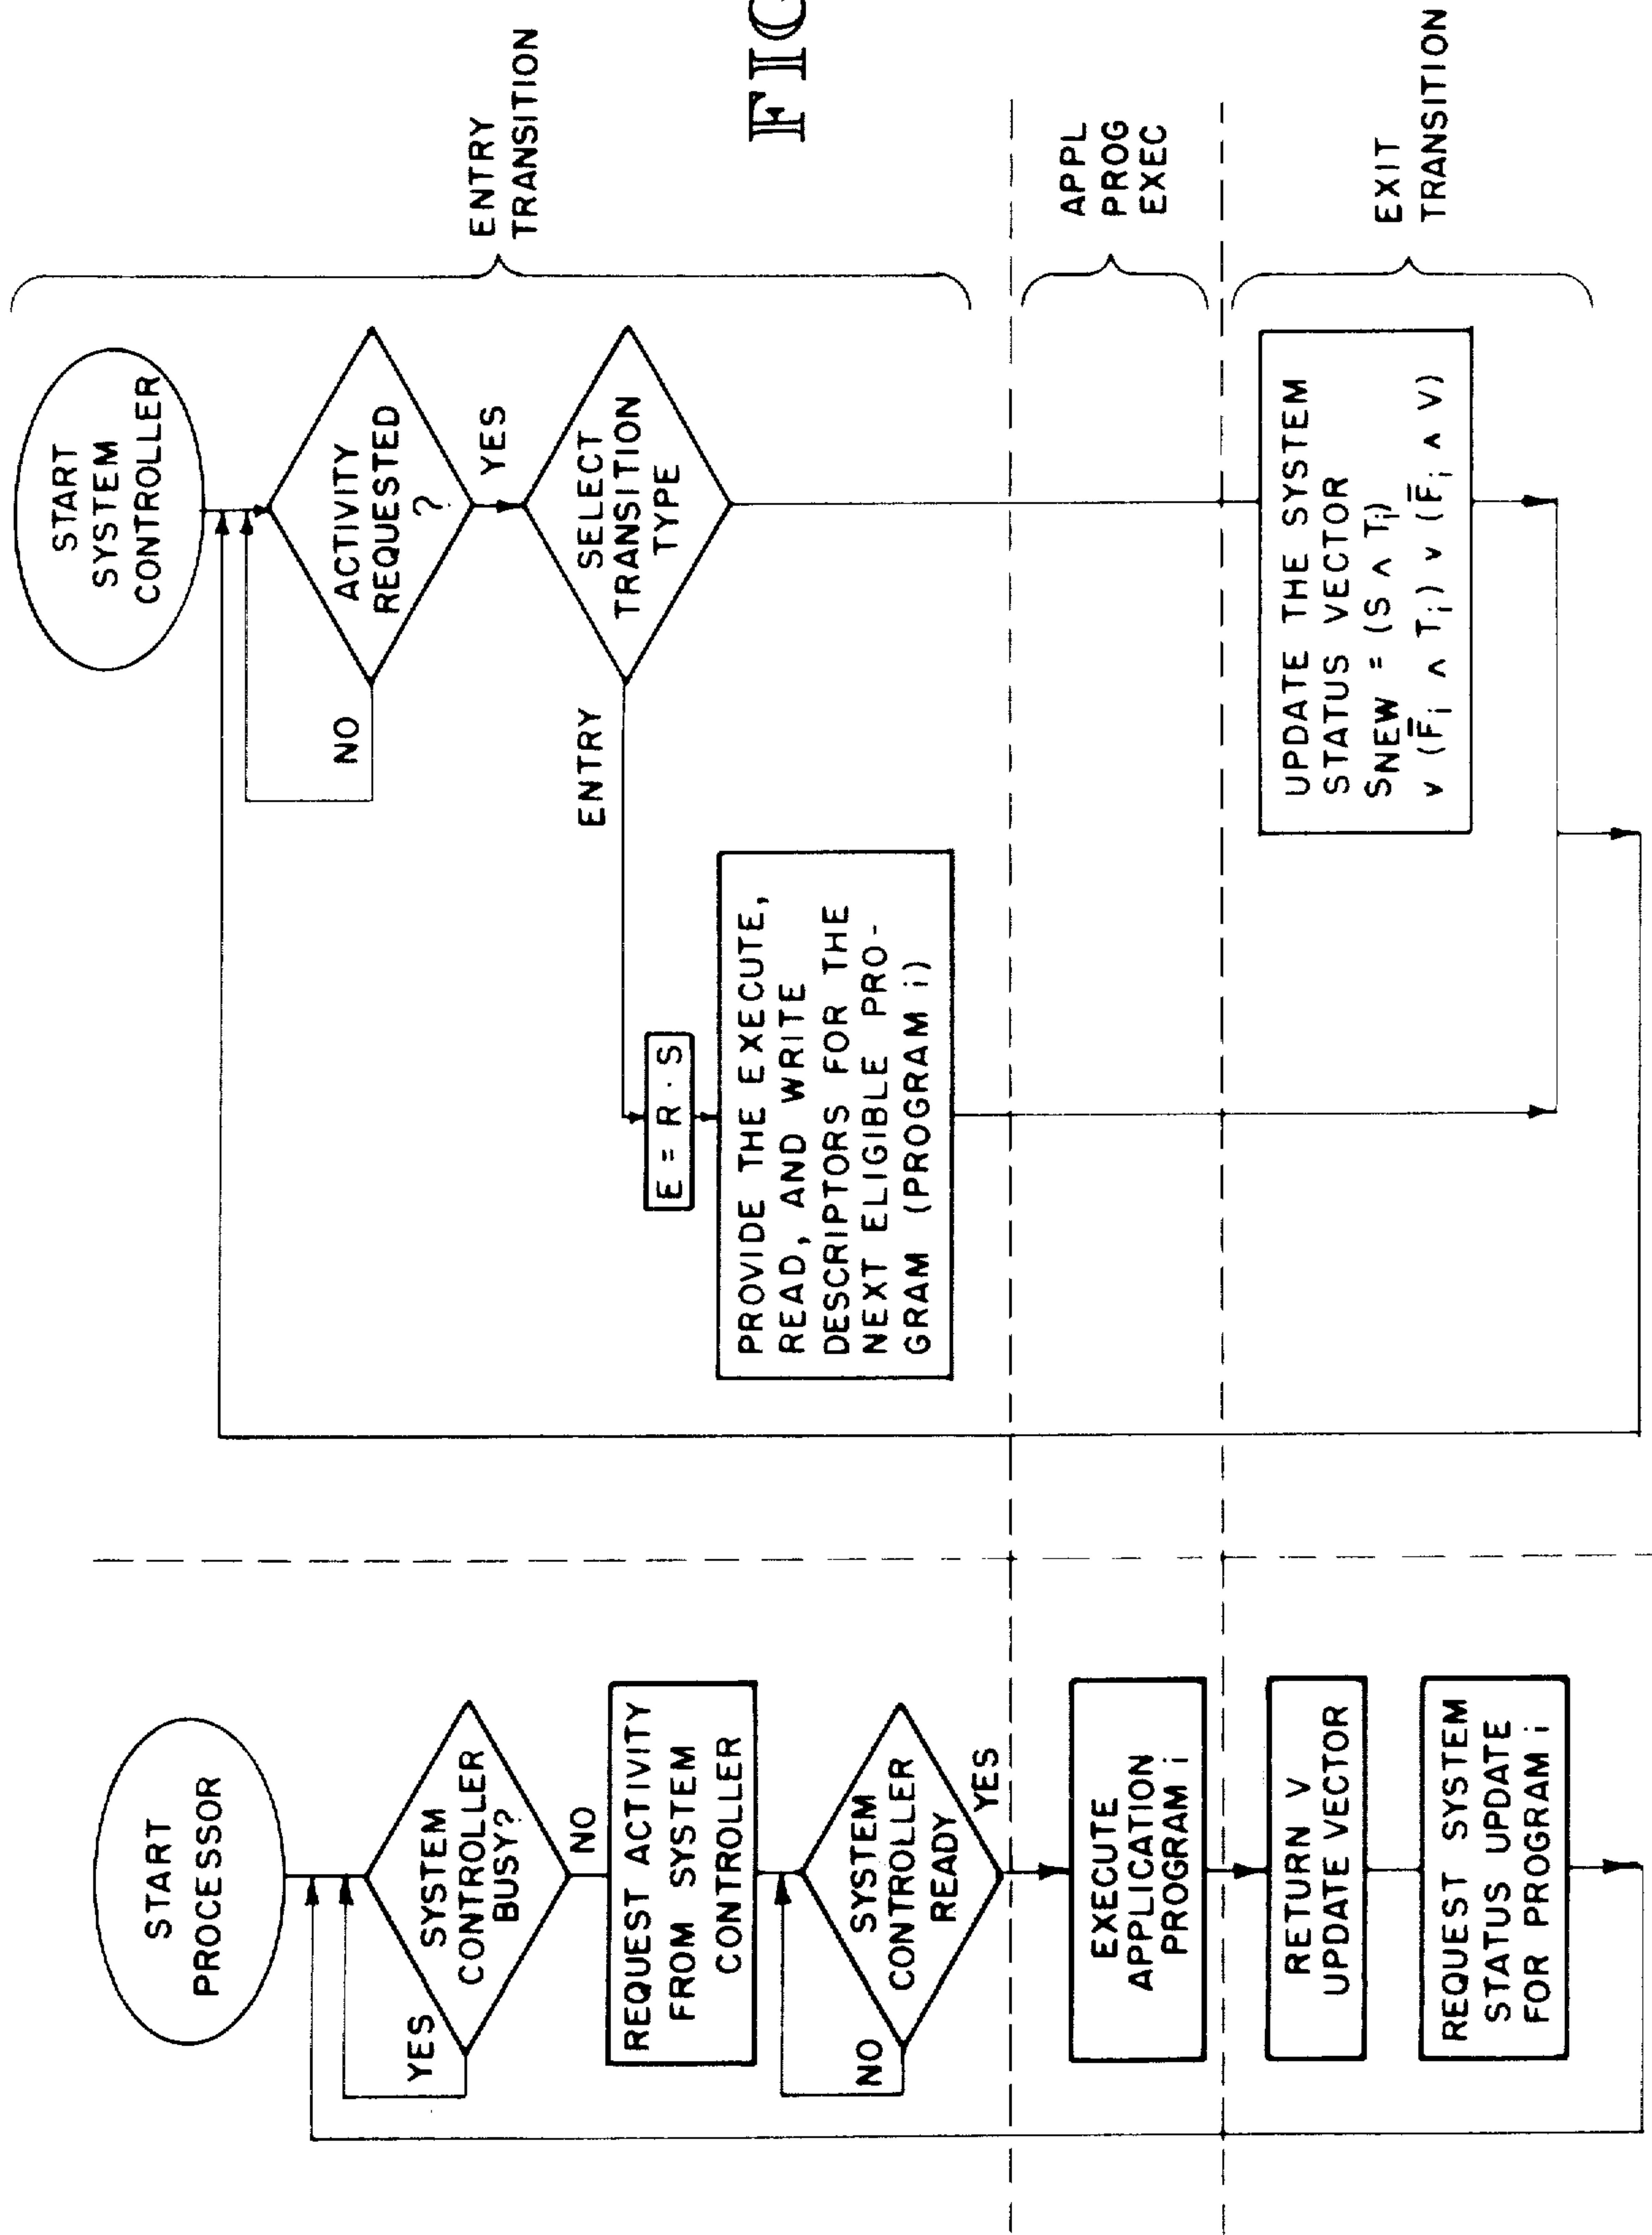 START
PROCESSOR
SYSTEM
CONTROLLER
BUSY?
YES
NO
REQUEST ACTIVITY
FROM SYSTEM
CONTROLLER
SYSTEM
CONTROLLER
READY
NO
YES
EXECUTE
APPLICATION
PROGRAM i
RETURN V
UPDATE VECTOR
REQUEST SYSTEM
STATUS UPDATE
FOR PROGRAM i
START
SYSTEM
CONTROLLER
ACTIVITY
REQUESTED
?
NO
YES
SELECT
TRANSITION
TYPE
ENTRY
E = R · S
PROVIDE THE EXECUTE,
READ, AND WRITE
DESCRIPTORS FOR THE
NEXT ELIGIBLE PRO-
GRAM (PROGRAM i)
UPDATE THE SYSTEM
STATUS VECTOR
SNEW = (S ∧ Ti)
∨ (F̅i ∧ Ti) ∨ (F̅i ∧ V)
ENTRY
TRANSITION
APPL
PROG
EXEC
EXIT
TRANSITION
FIG